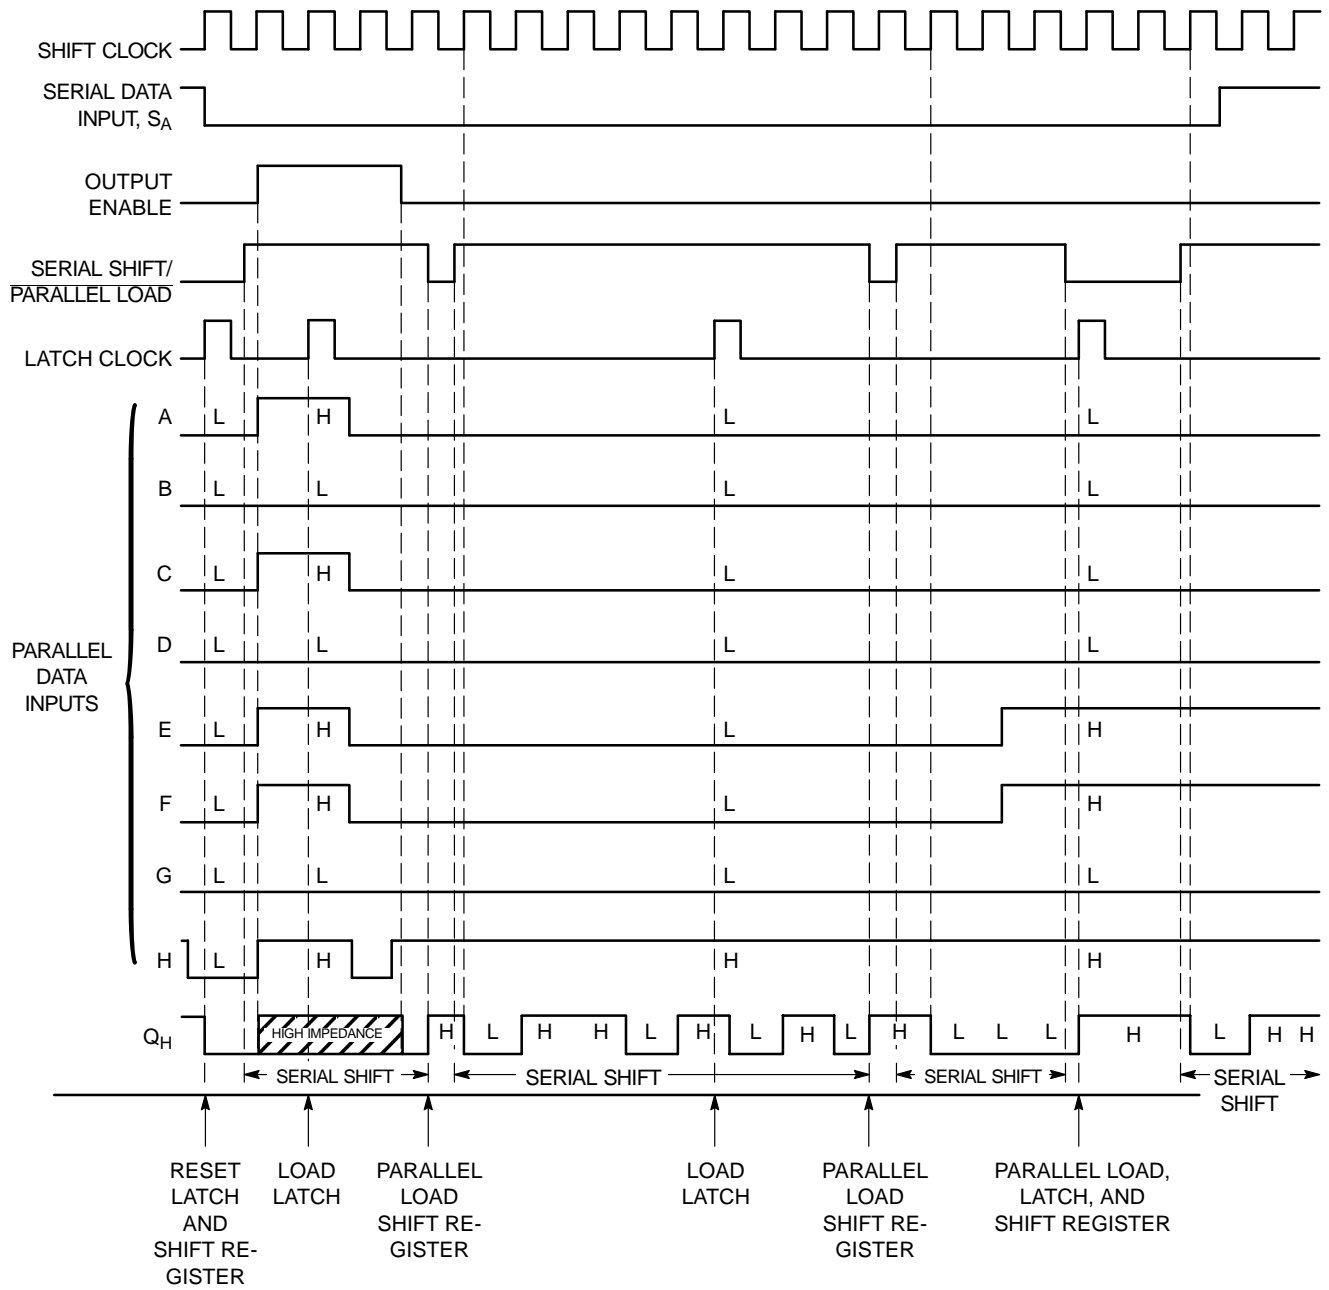 SHIFT CLOCK
SERIAL DATA
INPUT, SA
OUTPUT
ENABLE
SERIAL SHIFT/
PARALLEL LOAD
LATCH CLOCK
A L H L L
B L L L L
C L H L L
D L L L L
PARALLEL
DATA
INPUTS
E L H L H
F L H L H
G L L L L
H L H H H
QH HIGH IMPEDANCE H L H H L H L H L H L L L H L H H
SERIAL SHIFT SERIAL SHIFT SERIAL SHIFT SERIAL
SHIFT
RESET
LATCH
AND
SHIFT RE-
GISTER
LOAD
LATCH
PARALLEL
LOAD
SHIFT RE-
GISTER
LOAD
LATCH
PARALLEL
LOAD
SHIFT RE-
GISTER
PARALLEL LOAD,
LATCH, AND
SHIFT REGISTER